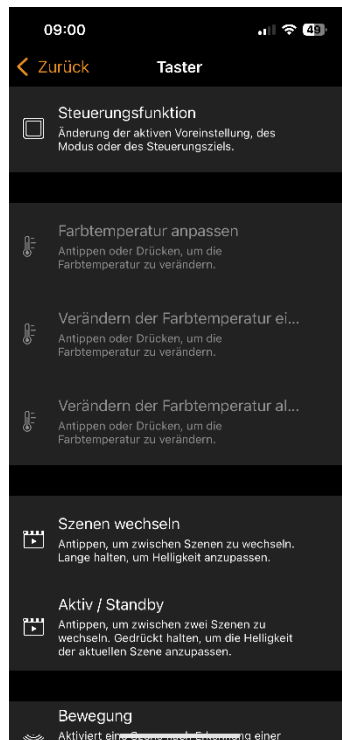 09:00
49
Zurück
Taster
Steuerungsfunktion
Änderung der aktiven Voreinstellung, des
Modus oder des Steuerungsziels.
Farbtemperatur anpassen
Antippen oder Drücken, um die
Farbtemperatur zu verändern.
Verändern der Farbtemperatur ei...
Antippen oder Drücken, um die
Farbtemperatur zu verändern.
Verändern der Farbtemperatur al...
Antippen oder Drücken, um die
Farbtemperatur zu verändern.
Szenen wechseln
Antippen, um zwischen Szenen zu wechseln.
Lange halten, um Helligkeit anzupassen.
Aktiv / Standby
Antippen, um zwischen zwei Szenen zu
wechseln. Gedrückt halten, um die Helligkeit
der aktuellen Szene anzupassen.
Bewegung
Aktiviert eine Szene nach Erkennung einer